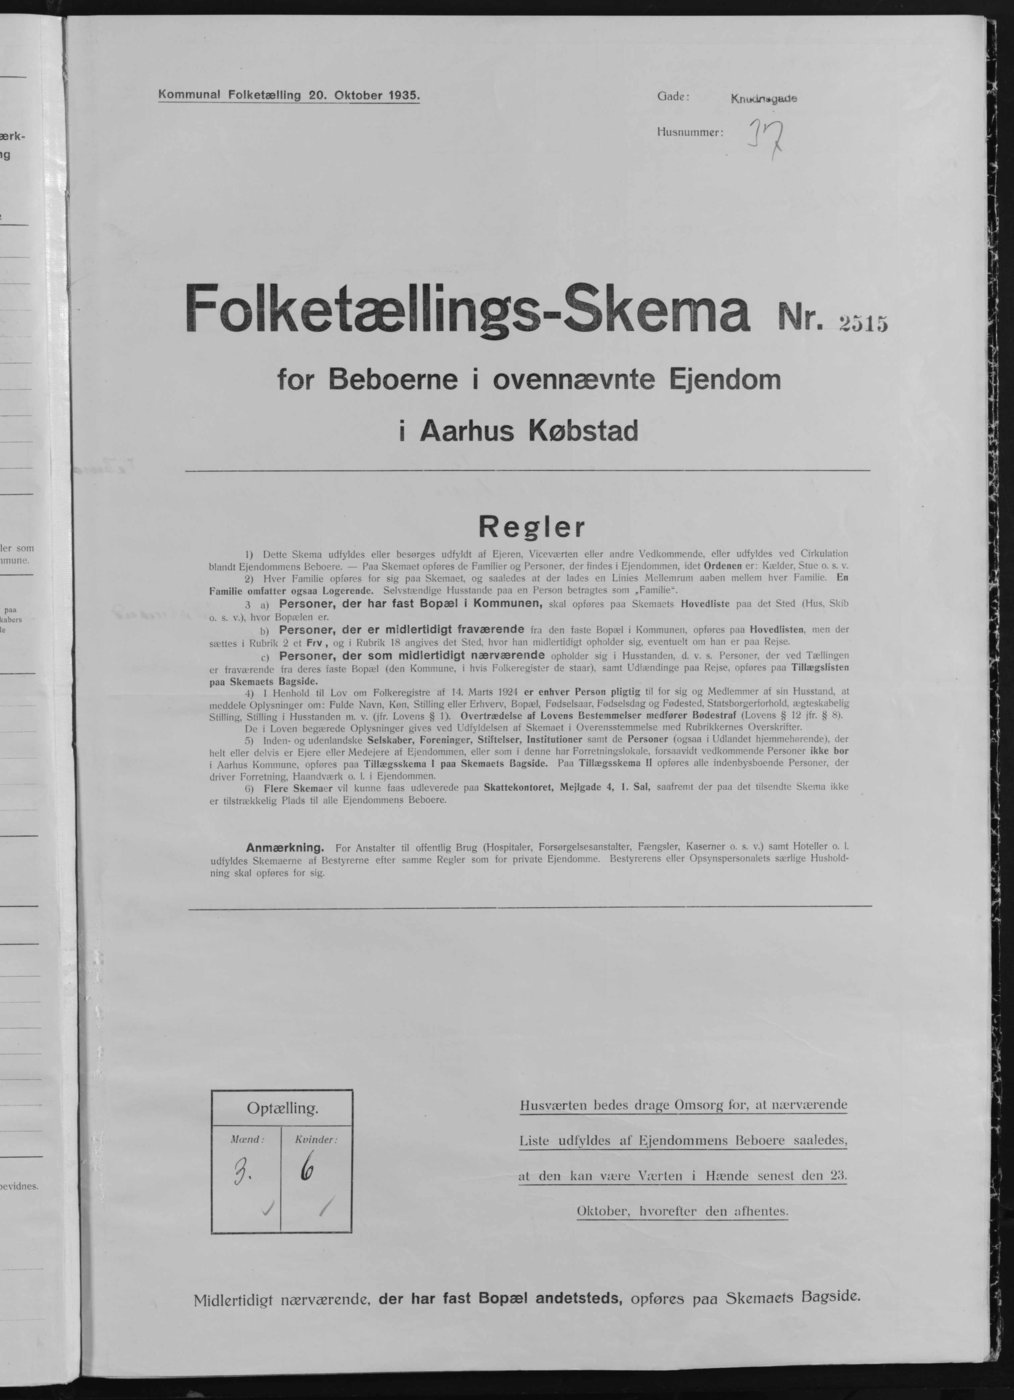 Kommunal Folketælling 20. Oktober 1935.
Gade: Knudrisgade
Husnummer: 37
Folketællings-Skema Nr. 2515
for Beboerne i ovennævnte Ejendom
i Aarhus Købstad
Regler
1) Dette Skema udfyldes eller besørges udfyldt af Ejeren, Viceværten eller andre Vedkommende, eller udfyldes ved Cirkulation
blandt Ejendommens Beboere. — Paa Skemaet opføres de Familier og Personer, der findes i Ejendommen, idet Ordenen er: Kælder, Stue o. s. v.
2) Hver Familie opføres for sig paa Skemaet, og saaledes at der lades en Linies Mellemrum aaben mellem hver Familie. En
Familie omfatter ogsaa Logerende. Selvstændige Husstande paa en Person betragtes som „Familie“.
3 a) Personer, der har fast Bopæl i Kommunen, skal opføres paa Skemaets Hovedliste paa det Sted (Hus, Skib
o. s. v.), hvor Bopælen er.
b) Personer, der er midlertidigt fraværende fra den faste Bopæl i Kommunen, opføres paa Hovedlisten, men der
sættes i Rubrik 2 et Frv, og i Rubrik 18 angives det Sted, hvor han midlertidigt opholder sig, eventuelt om han er paa Rejse.
c) Personer, der som midlertidigt nærværende opholder sig i Husstanden, d. v. s. Personer, der ved Tællingen
er fraværende fra deres faste Bopæl (den Kommune, i hvis Folkeregister de staar), samt Udlændinge paa Rejse, opføres paa Tillægslisten
paa Skemaets Bagside.
4) I Henhold til Lov om Folkeregistre af 14. Marts 1924 er enhver Person pligtig til for sig og Medlemmer af sin Husstand, at
meddele Oplysninger om: Fulde Navn, Køn, Stilling eller Erhverv, Bopæl, Fødselsaar, Fødselsdag og Fødested, Statsborgerforhold, ægteskabelig
Stilling, Stilling i Husstanden m. v. (jfr. Lovens § 1). Overtrædelse af Lovens Bestemmelser medfører Bødestraf (Lovens § 12 jfr. § 8).
De i Loven begærede Oplysninger gives ved Udfyldelsen af Skemaet i Overensstemmelse med Rubrikkernes Overskrifter.
5) Inden- og udenlandske Selskaber, Foreninger, Stiftelser, Institutioner samt de Personer (ogsaa i Udlandet hjemmehørende), der
helt eller delvis er Ejere eller Medejere af Ejendommen, eller som i denne har Forretningslokale, forsaavidt vedkommende Personer ikke bor
i Aarhus Kommune, opføres paa Tillægsskema I paa Skemaets Bagside. Paa Tillægsskema II opføres alle indenbysboende Personer, der
driver Forretning, Haandværk o. l. i Ejendommen.
6) Flere Skemaer vil kunne faas udleverede paa Skattekontoret, Mejlgade 4, 1. Sal, saafremt der paa det tilsendte Skema ikke
er tilstrækkelig Plads til alle Ejendommens Beboere.
Anmærkning. For Anstalter til offentlig Brug (Hospitaler, Forsørgelsesanstalter, Fængsler, Kaserner o. s. v.) samt Hoteller o. l.
udfyldes Skemaerne af Bestyrerne efter samme Regler som for private Ejendomme. Bestyrerens eller Opsynspersonalets særlige Hushold-
ning skal opføres for sig.
Optælling.
Mænd: Kvinder:
3. 6
Husværten bedes drage Omsorg for, at nærværende
Liste udfyldes af Ejendommens Beboere saaledes,
at den kan være Værten i Hænde senest den 23.
Oktober, hvorefter den afhentes.
Midlertidigt nærværende, der har fast Bopæl andetsteds, opføres paa Skemaets Bagside.